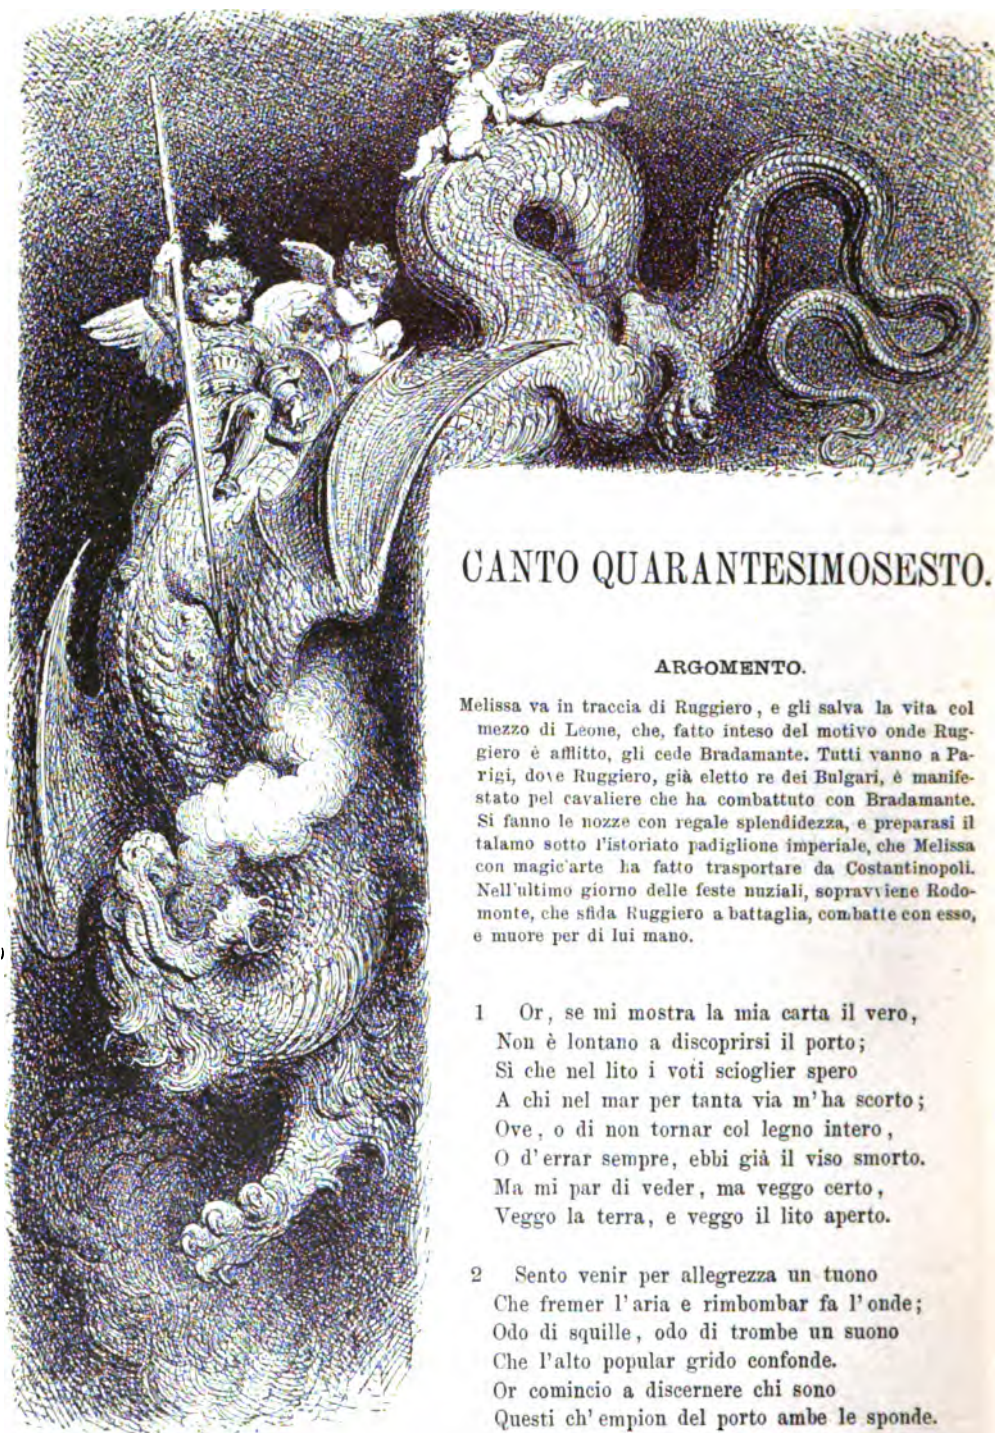 CANTO QUARANTESIMOSESTO.
ARGOMENTO.
Melissa va in traccia di Ruggiero, e gli salva la vita col
mezzo di Leone, che, fatto inteso del motivo onde Rug-
giero è afflitto, gli cede Bradamante. Tutti vanno a Pa-
rigi, dove Ruggiero, già eletto re dei Bulgari, è manife-
stato pel cavaliere che ha combattuto con Bradamante.
Si fanno le nozze con regale splendidezza, e preparasi il
talamo sotto l'istoriato padiglione imperiale, che Melissa
con magic'arte ha fatto trasportare da Costantinopoli.
Nell'ultimo giorno delle feste nuziali, sopravviene Rodo-
monte, che sfida Ruggiero a battaglia, combatte con esso,
e muore per di lui mano.
1 Or, se mi mostra la mia carta il vero,
Non è lontano a discoprirsi il porto;
Sì che nel lito i voti scioglier spero
A chi nel mar per tanta via m'ha scorto;
Ove, o di non tornar col legno intero,
O d'errar sempre, ebbi già il viso smorto.
Ma mi par di veder, ma veggo certo,
Veggo la terra, e veggo il lito aperto.
2 Sento venir per allegrezza un tuono
Che fremer l'aria e rimbombar fa l'onde;
Odo di squille, odo di trombe un suono
Che l'alto popular grido confonde.
Or comincio a discernere chi sono
Questi ch'empion del porto ambe le sponde.